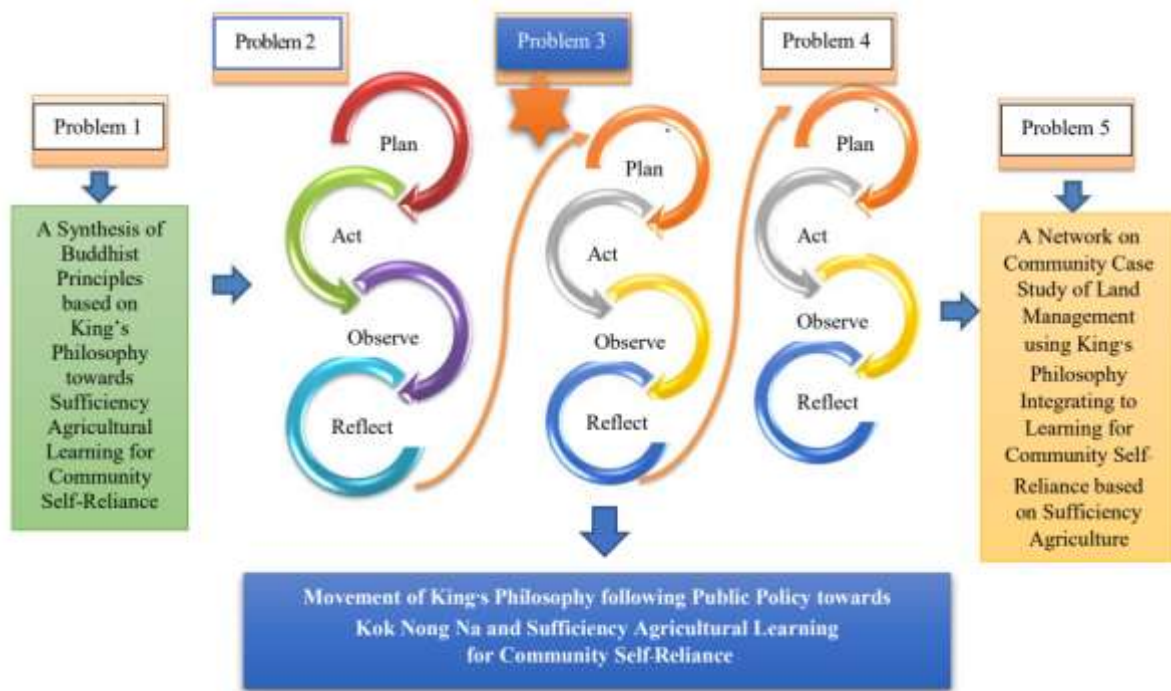 Problem 1
A Synthesis of
Buddhist
Principles
based on
King's
Philosophy
towards
Sufficiency
Agricultural
Learning for
Community
Self-Reliance
Problem 2
Plan
Act
Observe
Reflect
Problem 3
Plan
Act
Observe
Reflect
Problem 4
Plan
Act
Observe
Reflect
Problem 5
A Network on
Community Case
Study of Land
Management
using King's
Philosophy
Integrating to
Learning for
Community Self-
Reliance based
on Sufficiency
Agriculture
Movement of King's Philosophy following Public Policy towards
Kok Nong Na and Sufficiency Agricultural Learning
for Community Self-Reliance